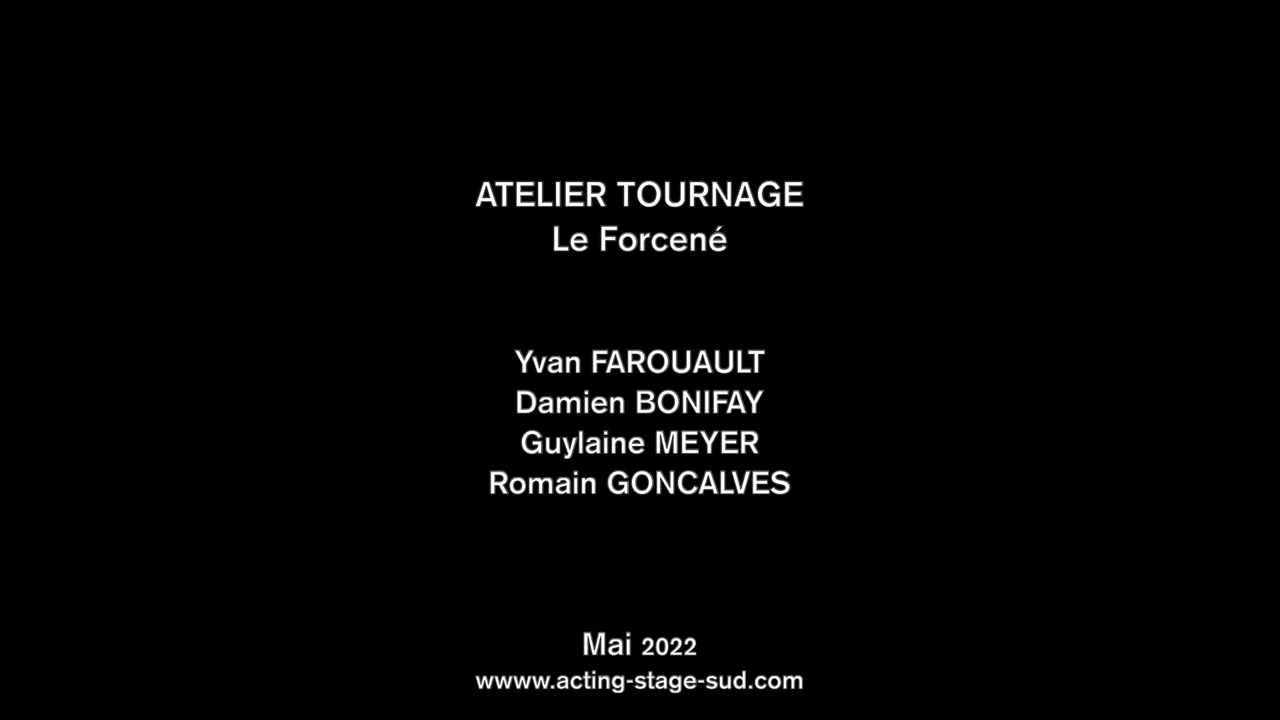 ATELIER TOURNAGE
Le Forcené
Yvan FAROUAULT
Damien BONIFAY
Guylaine MEYER
Romain GONCALVES
Mai 2022
wwww.acting-stage-sud.com